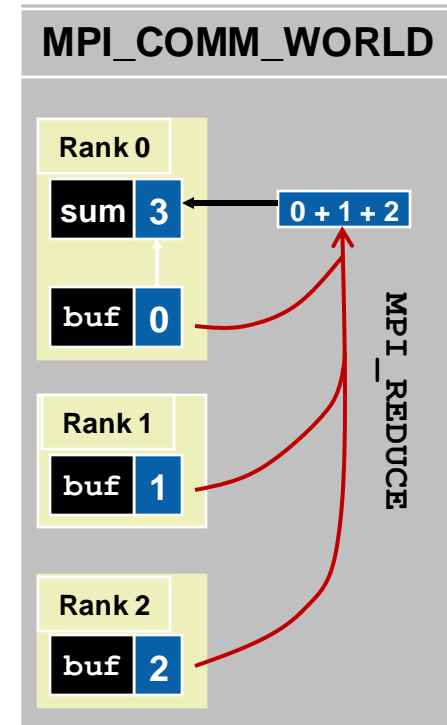 MPI_COMM_WORLD
Rank 0
sum 3
0 + 1 + 2
buf 0
MPI_REDUCE
Rank 1
buf 1
Rank 2
buf 2